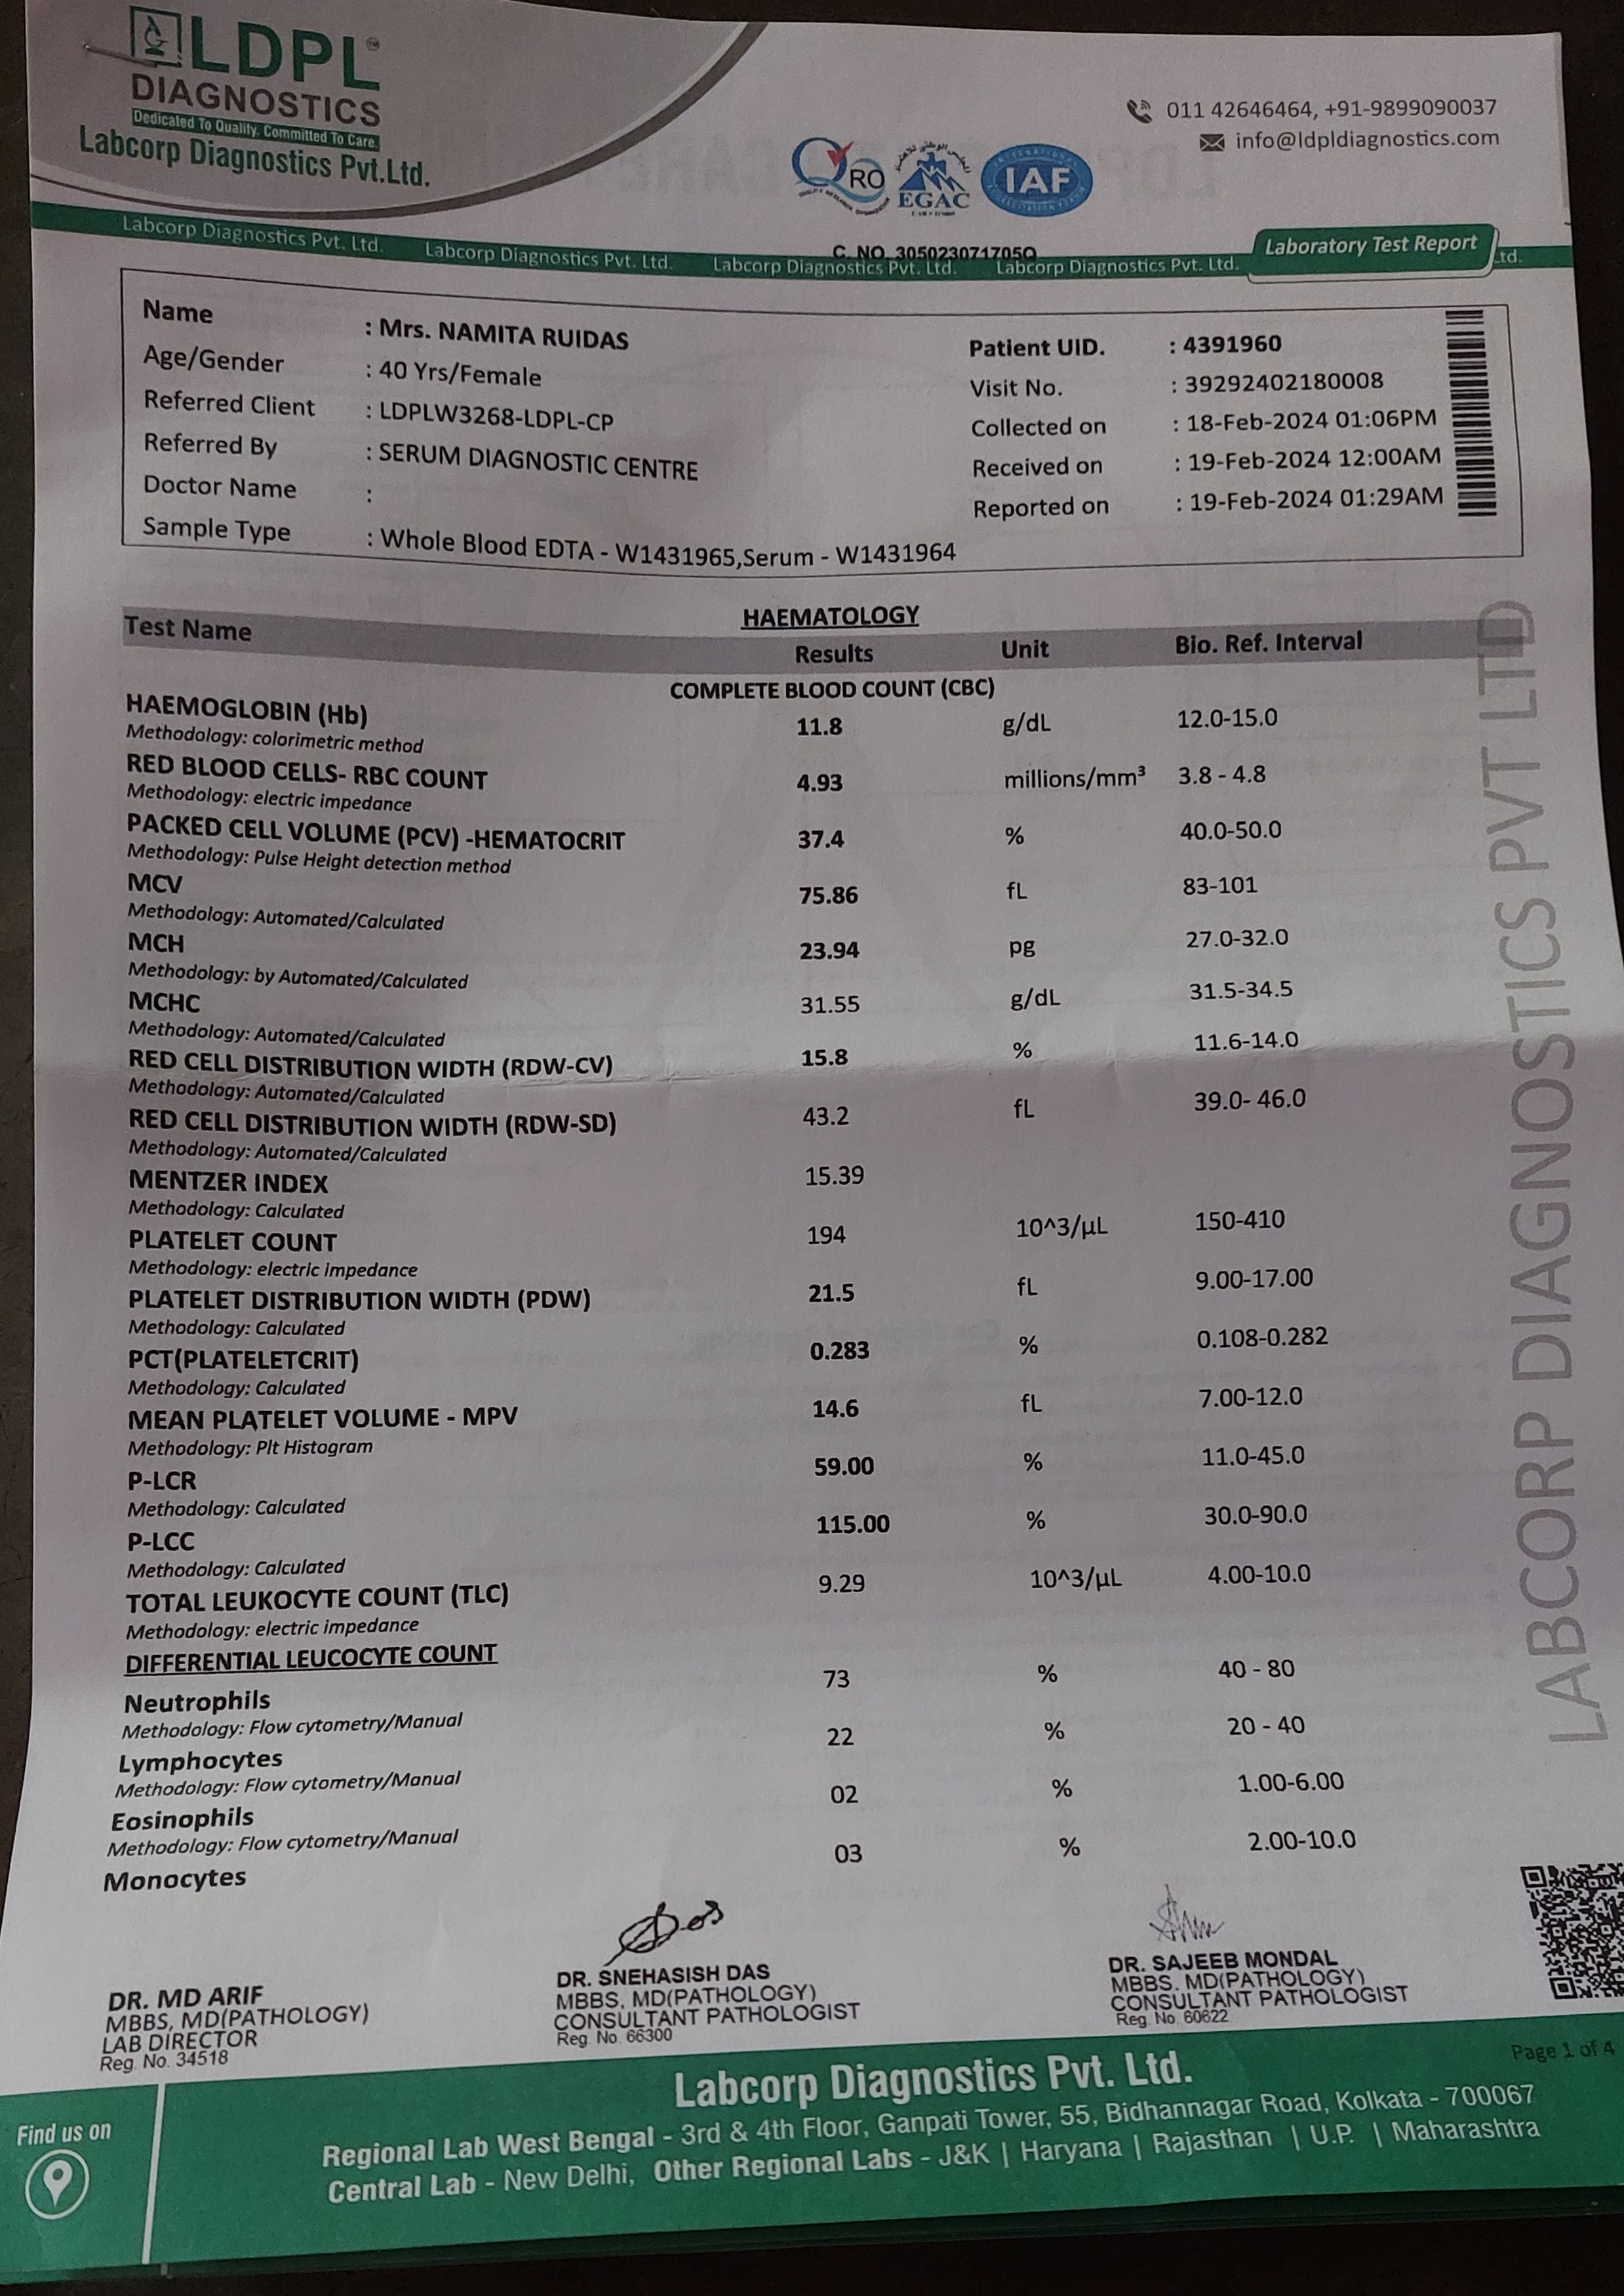 LDPL™
DIAGNOSTICS
Dedicated To Quality. Committed To Care.
Labcorp Diagnostics Pvt.Ltd.
011 42646464, +91-9899090037
info@ldpldiagnostics.com
QRO
EGAC
IAF
C. NO. 305023071705Q
Labcorp Diagnostics Pvt. Ltd. Labcorp Diagnostics Pvt. Ltd. Labcorp Diagnostics Pvt. Ltd. Labcorp Diagnostics Pvt. Ltd. Laboratory Test Report Ltd.
Name : Mrs. NAMITA RUIDAS Patient UID. : 4391960
Age/Gender : 40 Yrs/Female Visit No. : 39292402180008
Referred Client : LDPLW3268-LDPL-CP Collected on : 18-Feb-2024 01:06PM
Referred By : SERUM DIAGNOSTIC CENTRE Received on : 19-Feb-2024 12:00AM
Doctor Name : Reported on : 19-Feb-2024 01:29AM
Sample Type : Whole Blood EDTA - W1431965,Serum - W1431964
HAEMATOLOGY
Test Name Results Unit Bio. Ref. Interval
COMPLETE BLOOD COUNT (CBC)
HAEMOGLOBIN (Hb) 11.8 g/dL 12.0-15.0
Methodology: colorimetric method
RED BLOOD CELLS- RBC COUNT 4.93 millions/mm³ 3.8 - 4.8
Methodology: electric impedance
PACKED CELL VOLUME (PCV) -HEMATOCRIT 37.4 % 40.0-50.0
Methodology: Pulse Height detection method
MCV 75.86 fL 83-101
Methodology: Automated/Calculated
MCH 23.94 pg 27.0-32.0
Methodology: by Automated/Calculated
MCHC 31.55 g/dL 31.5-34.5
Methodology: Automated/Calculated
RED CELL DISTRIBUTION WIDTH (RDW-CV) 15.8 % 11.6-14.0
Methodology: Automated/Calculated
RED CELL DISTRIBUTION WIDTH (RDW-SD) 43.2 fL 39.0- 46.0
Methodology: Automated/Calculated
MENTZER INDEX 15.39
Methodology: Calculated
PLATELET COUNT 194 10^3/µL 150-410
Methodology: electric impedance
PLATELET DISTRIBUTION WIDTH (PDW) 21.5 fL 9.00-17.00
Methodology: Calculated
PCT(PLATELETCRIT) 0.283 % 0.108-0.282
Methodology: Calculated
MEAN PLATELET VOLUME - MPV 14.6 fL 7.00-12.0
Methodology: Plt Histogram
P-LCR 59.00 % 11.0-45.0
Methodology: Calculated
P-LCC 115.00 % 30.0-90.0
Methodology: Calculated
TOTAL LEUKOCYTE COUNT (TLC) 9.29 10^3/µL 4.00-10.0
Methodology: electric impedance
DIFFERENTIAL LEUCOCYTE COUNT
Neutrophils 73 % 40 - 80
Methodology: Flow cytometry/Manual
Lymphocytes 22 % 20 - 40
Methodology: Flow cytometry/Manual
Eosinophils 02 % 1.00-6.00
Methodology: Flow cytometry/Manual
Monocytes 03 % 2.00-10.0
LABCORP DIAGNOSTICS PVT LTD
DR. MD ARIF
MBBS, MD(PATHOLOGY)
LAB DIRECTOR
Reg. No. 34518
DR. SNEHASISH DAS
MBBS, MD(PATHOLOGY)
CONSULTANT PATHOLOGIST
Reg. No. 66300
DR. SAJEEB MONDAL
MBBS, MD(PATHOLOGY)
CONSULTANT PATHOLOGIST
Reg. No. 60622
Page 1 of 4
Find us on
Labcorp Diagnostics Pvt. Ltd.
Regional Lab West Bengal - 3rd & 4th Floor, Ganpati Tower, 55, Bidhannagar Road, Kolkata - 700067
Central Lab - New Delhi, Other Regional Labs - J&K | Haryana | Rajasthan | U.P. | Maharashtra